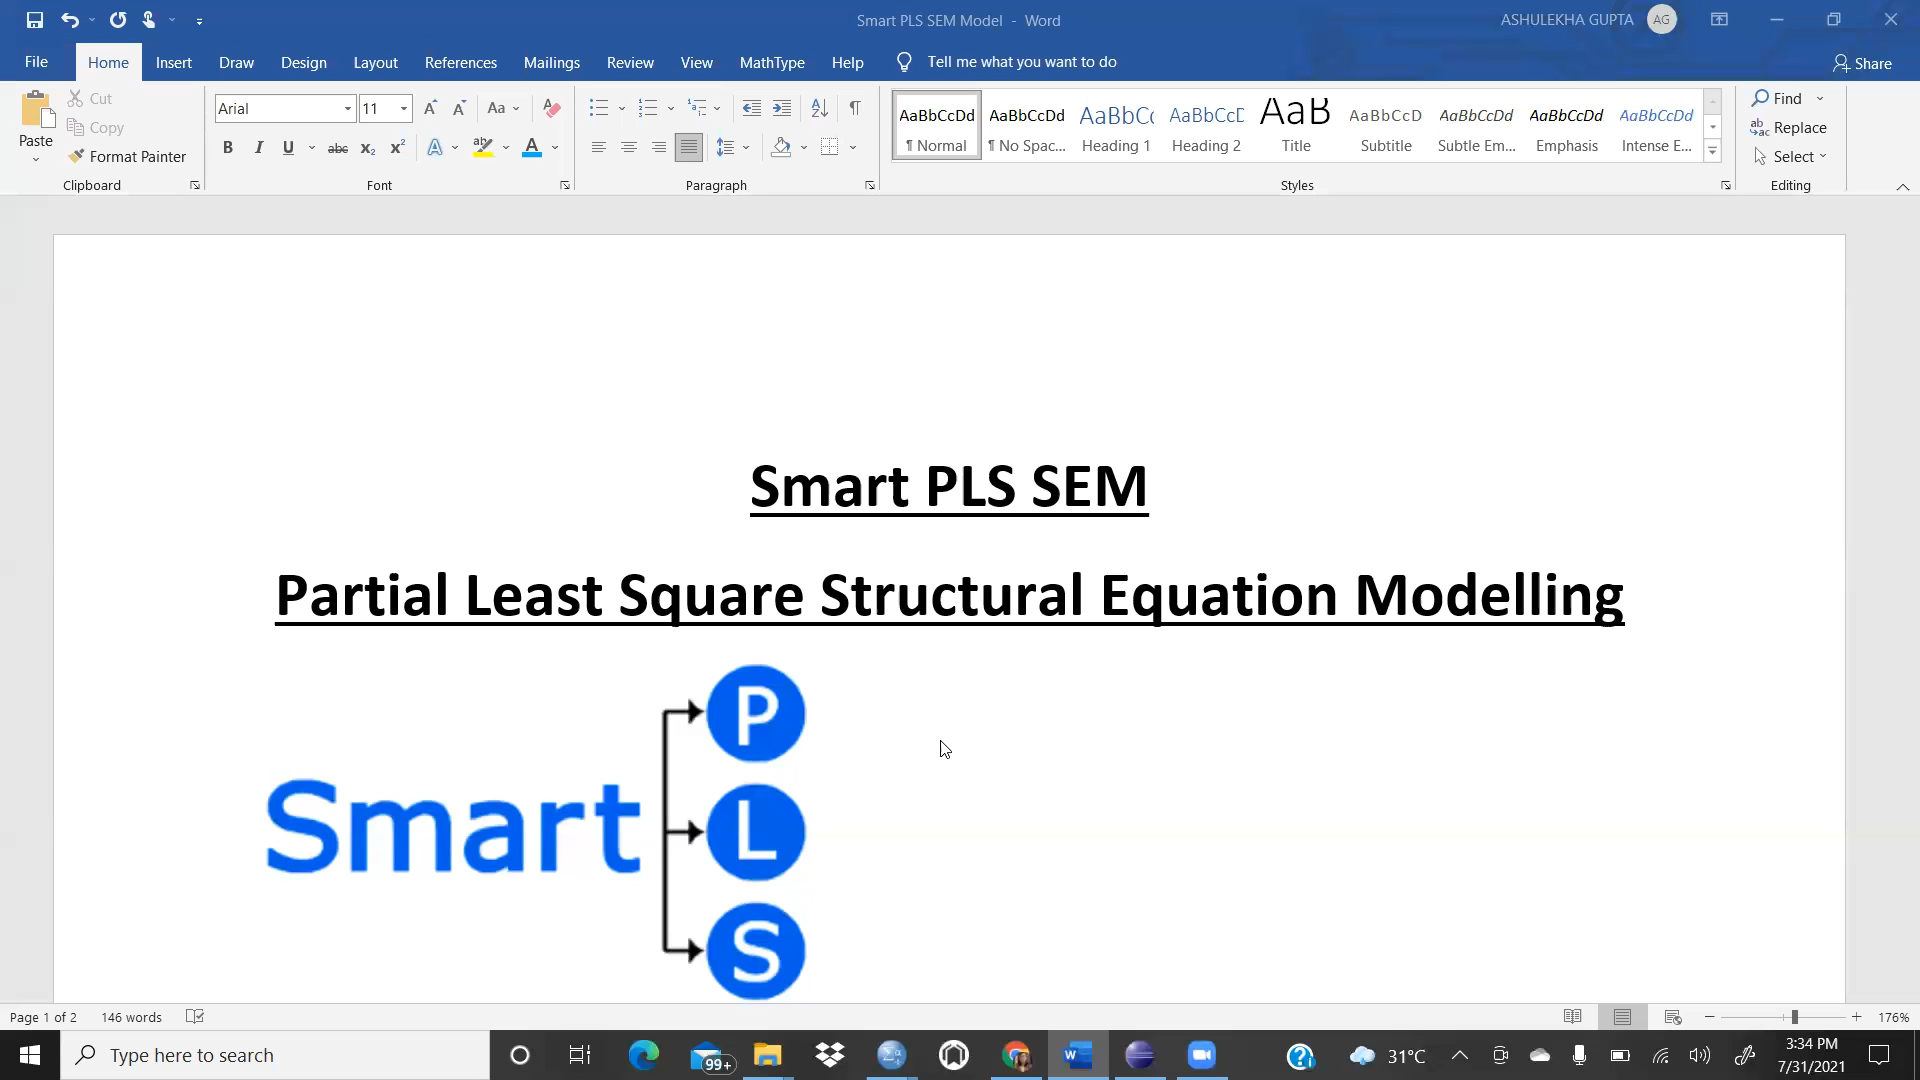 Smart PLS SEM Model - Word
ASHULEKHA GUPTA AG
File Home Insert Draw Design Layout References Mailings Review View MathType Help Tell me what you want to do Share
Paste
Cut
Copy
Format Painter
Clipboard
Arial 11
Font
Paragraph
AaBbCcDd AaBbCcDd AaBbC AaBbCc AaB AaBbCcD AaBbCcDd AaBbCcDd AaBbCcDd
¶ Normal ¶ No Spac... Heading 1 Heading 2 Title Subtitle Subtle Em... Emphasis Intense E...
Styles
Find
Replace
Select
Editing
Smart PLS SEM
Partial Least Square Structural Equation Modelling
Smart
P
L
S
Page 1 of 2 146 words 176%
Type here to search
99+
31°C
3:34 PM
7/31/2021